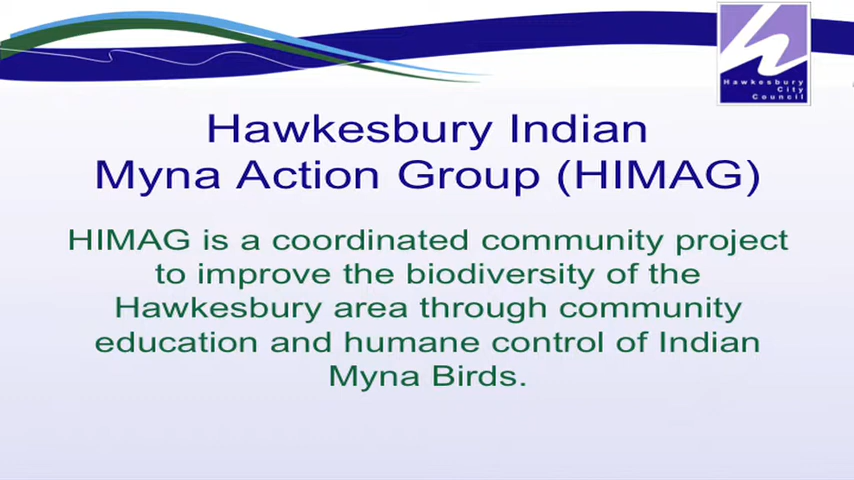 Hawkesbury
City
Council
Hawkesbury Indian
Myna Action Group (HIMAG)
HIMAG is a coordinated community project
to improve the biodiversity of the
Hawkesbury area through community
education and humane control of Indian
Myna Birds.